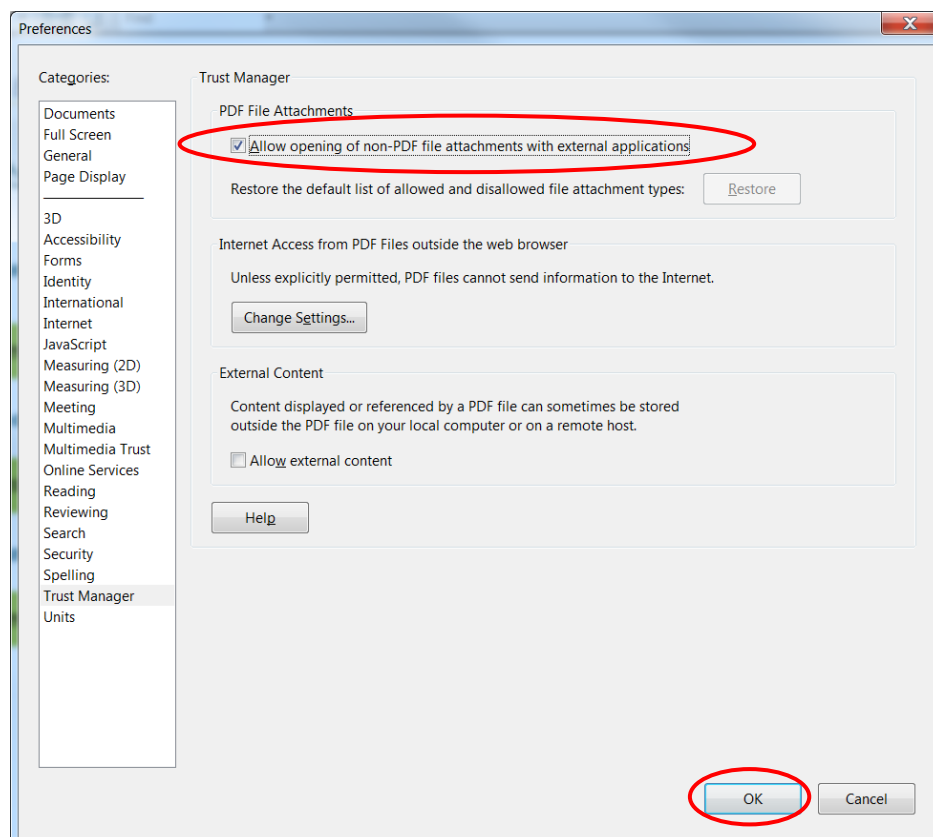 Preferences
Categories:
Documents
Full Screen
General
Page Display
3D
Accessibility
Forms
Identity
International
Internet
JavaScript
Measuring (2D)
Measuring (3D)
Meeting
Multimedia
Multimedia Trust
Online Services
Reading
Reviewing
Search
Security
Spelling
Trust Manager
Units
Trust Manager
PDF File Attachments
Allow opening of non-PDF file attachments with external applications
Restore the default list of allowed and disallowed file attachment types:
Restore
Internet Access from PDF Files outside the web browser
Unless explicitly permitted, PDF files cannot send information to the Internet.
Change Settings...
External Content
Content displayed or referenced by a PDF file can sometimes be stored
outside the PDF file on your local computer or on a remote host.
Allow external content
Help
OK
Cancel